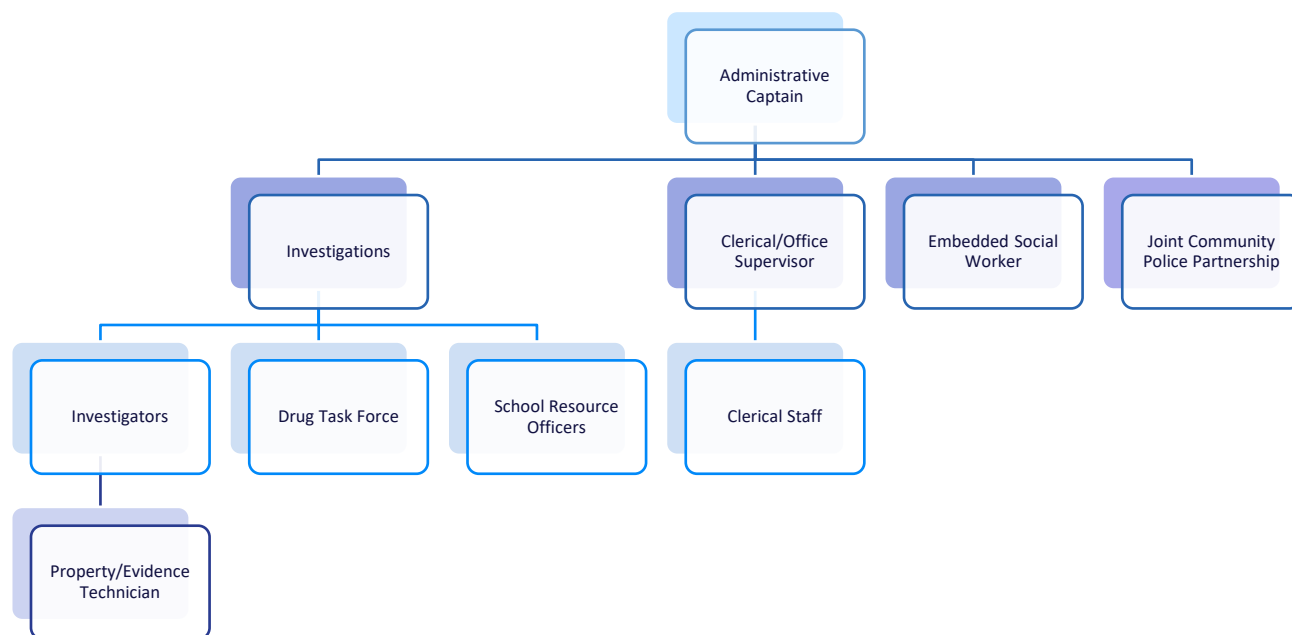 Administrative
Captain
Investigations
Clerical/Office
Supervisor
Embedded Social
Worker
Joint Community
Police Partnership
Investigators
Drug Task Force
School Resource
Officers
Clerical Staff
Property/Evidence
Technician